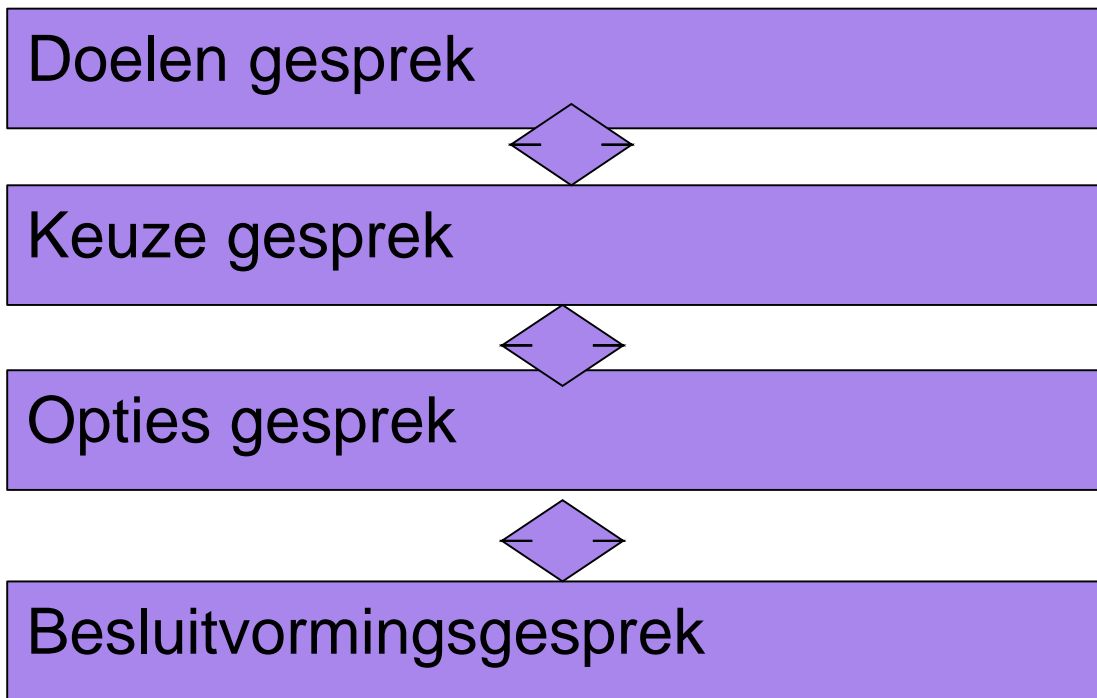 Doelen gesprek
Keuze gesprek
Opties gesprek
Besluitvormingsgesprek